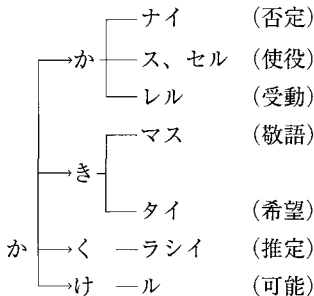 か ナイ (否定)
ス、セル (使役)
レル (受動)
き マス (敬語)
タイ (希望)
か く ラシイ (推定)
け ル (可能)